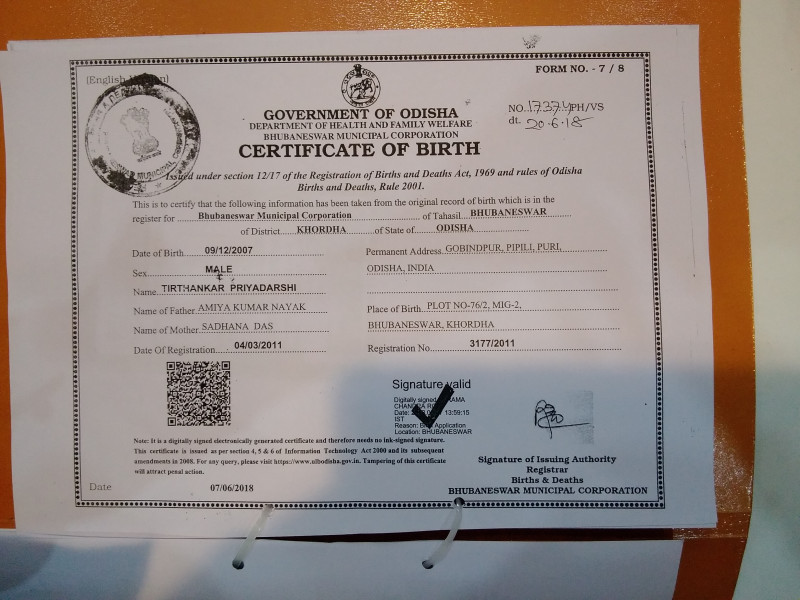 (English Version)
FORM NO. - 7 / 8
NO. PH/VS
dt. 20-6-18
GOVERNMENT OF ODISHA
DEPARTMENT OF HEALTH AND FAMILY WELFARE
BHUBANESWAR MUNICIPAL CORPORATION
CERTIFICATE OF BIRTH
Issued under section 12/17 of the Registration of Births and Deaths Act, 1969 and rules of Odisha
Births and Deaths, Rule 2001.
This is to certify that the following information has been taken from the original record of birth which is in the
register for Bhubaneswar Municipal Corporation of Tahasil BHUBANESWAR
of District KHORDHA of State of ODISHA
Date of Birth 09/12/2007
Sex MALE
Name TIRTHANKAR PRIYADARSHI
Name of Father AMIYA KUMAR NAYAK
Name of Mother SADHANA DAS
Date Of Registration 04/03/2011
Permanent Address GOBINDPUR, PIPILI, PURI,
ODISHA, INDIA
Place of Birth PLOT NO-76/2, MIG-2,
BHUBANESWAR, KHORDHA
Registration No. 3177/2011
Signature valid
Digitally signed
Date: 13:59:15
IST
Reason: Application
Location: BHUBANESWAR
Note: It is a digitally signed electronically generated certificate and therefore needs no ink-signed signature.
This certificate is issued as per section 4, 5 & 6 of Information Technology Act 2000 and its subsequent
amendments in 2008. For any query, please visit https://www.ulbodisha.gov.in. Tampering of this certificate
will attract penal action.
Date 07/06/2018
Signature of Issuing Authority
Registrar
Births & Deaths
BHUBANESWAR MUNICIPAL CORPORATION